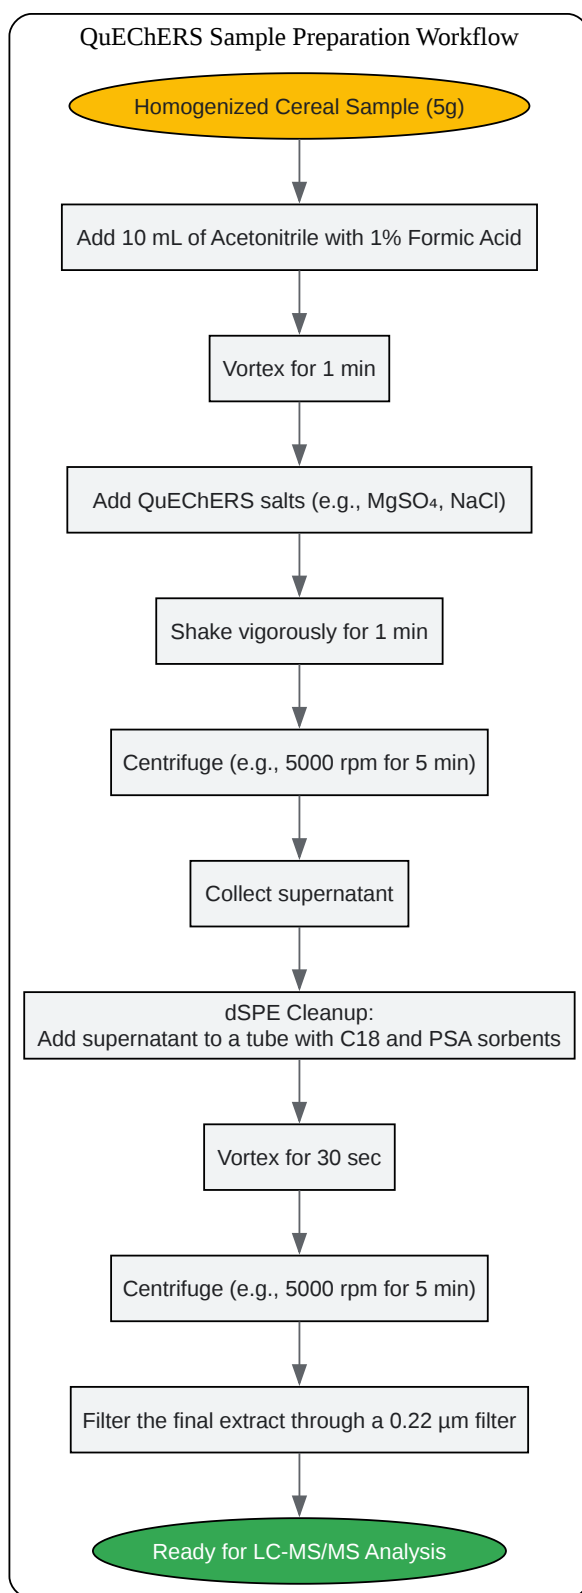 QuEChERS Sample Preparation Workflow
Homogenized Cereal Sample (5g)
Add 10 mL of Acetonitrile with 1% Formic Acid
Vortex for 1 min
Add QuEChERS salts (e.g., MgSO₄, NaCl)
Shake vigorously for 1 min
Centrifuge (e.g., 5000 rpm for 5 min)
Collect supernatant
dSPE Cleanup:
Add supernatant to a tube with C18 and PSA sorbents
Vortex for 30 sec
Centrifuge (e.g., 5000 rpm for 5 min)
Filter the final extract through a 0.22 µm filter
Ready for LC-MS/MS Analysis